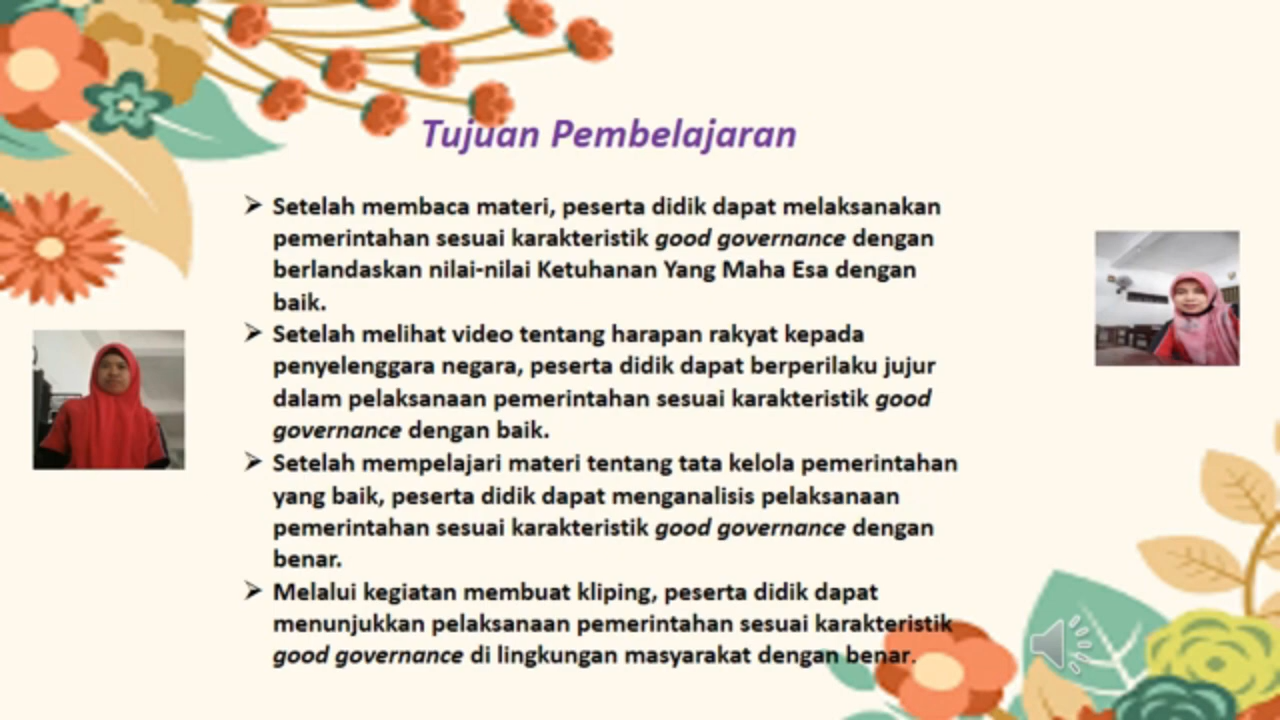 Tujuan Pembelajaran
➢ Setelah membaca materi, peserta didik dapat melaksanakan
pemerintahan sesuai karakteristik good governance dengan
berlandaskan nilai-nilai Ketuhanan Yang Maha Esa dengan
baik.
➢ Setelah melihat video tentang harapan rakyat kepada
penyelenggara negara, peserta didik dapat berperilaku jujur
dalam pelaksanaan pemerintahan sesuai karakteristik good
governance dengan baik.
➢ Setelah mempelajari materi tentang tata kelola pemerintahan
yang baik, peserta didik dapat menganalisis pelaksanaan
pemerintahan sesuai karakteristik good governance dengan
benar.
➢ Melalui kegiatan membuat kliping, peserta didik dapat
menunjukkan pelaksanaan pemerintahan sesuai karakteristik
good governance di lingkungan masyarakat dengan benar.